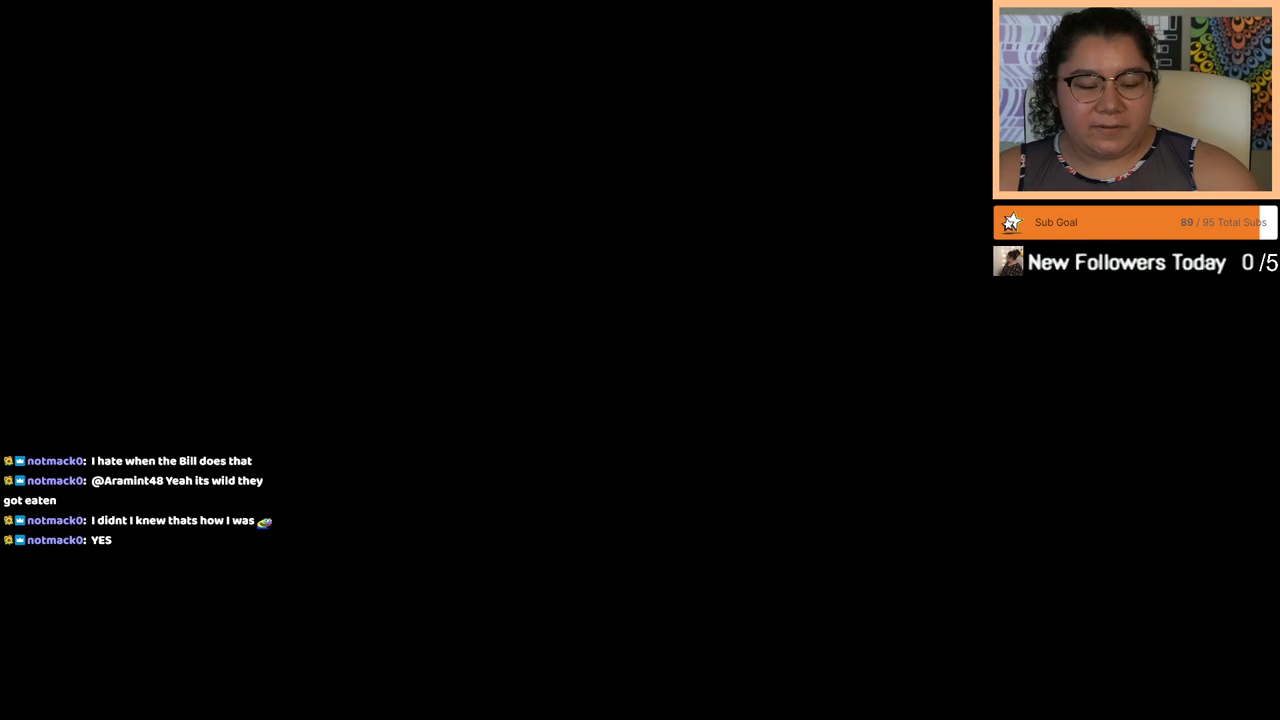 Sub Goal 89 / 95 Total Subs
New Followers Today 0 /5
notmack0: I hate when the Bill does that
notmack0: @Aramint48 Yeah its wild they
got eaten
notmack0: I didnt I knew thats how I was
notmack0: YES